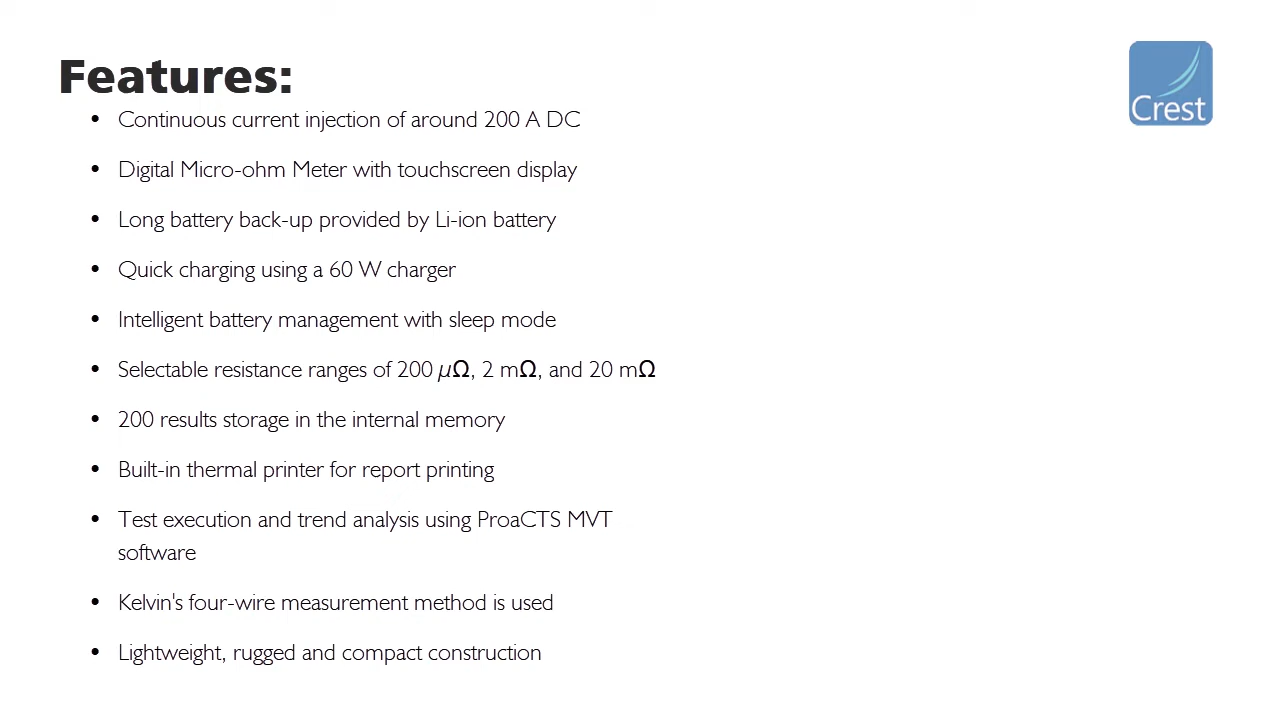 Features:
Crest
• Continuous current injection of around 200 A DC
• Digital Micro-ohm Meter with touchscreen display
• Long battery back-up provided by Li-ion battery
• Quick charging using a 60 W charger
• Intelligent battery management with sleep mode
• Selectable resistance ranges of 200 µΩ, 2 mΩ, and 20 mΩ
• 200 results storage in the internal memory
• Built-in thermal printer for report printing
• Test execution and trend analysis using ProaCTS MVT
software
• Kelvin's four-wire measurement method is used
• Lightweight, rugged and compact construction